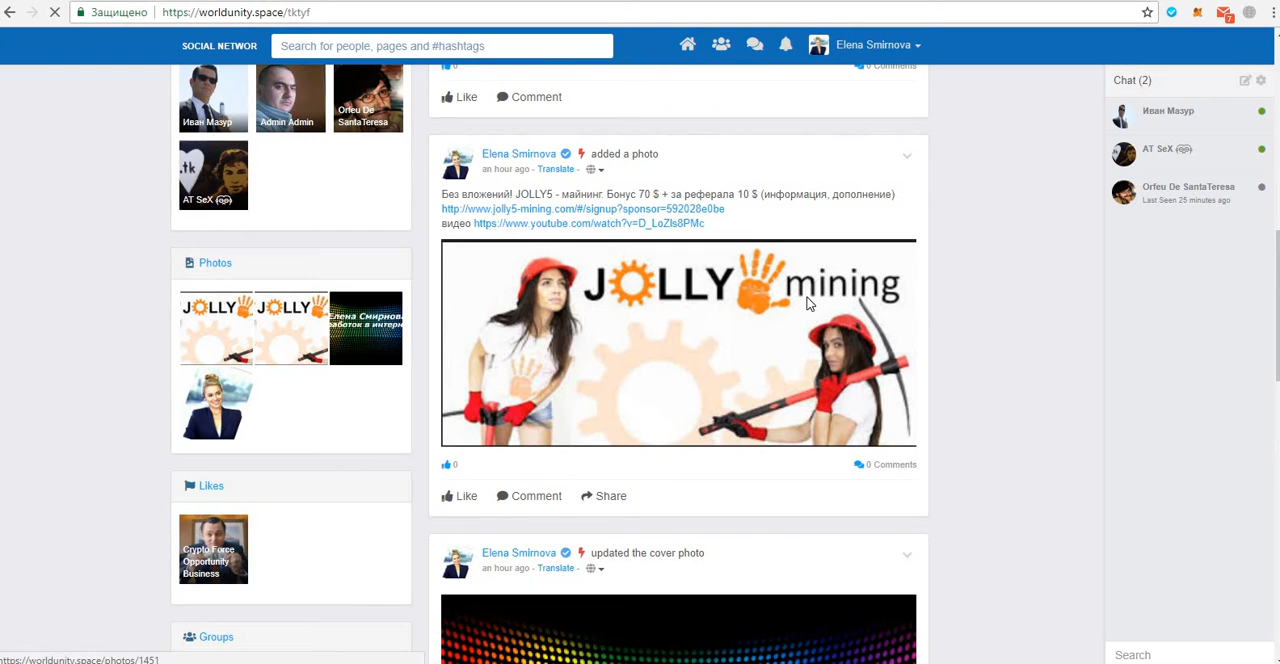 Защищено
https://worldunity.space/tktyf
7
SOCIAL NETWOR
Search for people, pages and #hashtags
Elena Smirnova
Иван Мазур
Admin Admin
Orfeu De
SantaTeresa
.tk
AT SeX
Photos
JOLLY
JOLLY
Елена Смирнова
аработок в интерн
Likes
Crypto Force
Opportunity
Business
Groups
https://worldunity.space/photos/1451
0
0 Comments
Like
Comment
Elena Smirnova added a photo
an hour ago - Translate -
Без вложений! JOLLY5 - майнинг. Бонус 70 $ + за реферала 10 $ (информация, дополнение)
http://www.jolly5-mining.com/#/signup?sponsor=592028e0be
видео https://www.youtube.com/watch?v=D_LoZls8PMc
JOLLY mining
0
0 Comments
Like
Comment
Share
Elena Smirnova updated the cover photo
an hour ago - Translate -
Chat (2)
Иван Мазур
AT SeX
Orfeu De SantaTeresa
Last Seen 25 minutes ago
Search